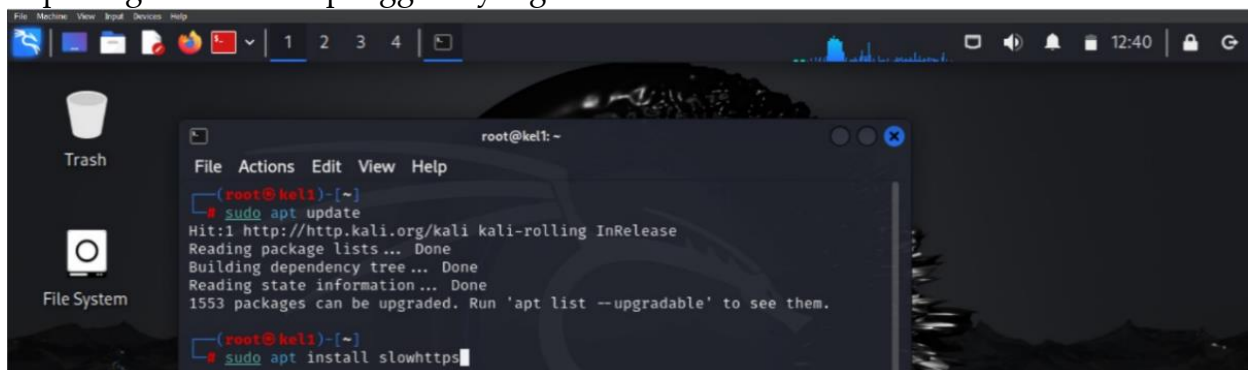 File Machine View Input Devices Help
1 2 3 4 12:40
Trash
root@kel1: ~
File Actions Edit View Help
(root㉿kel1)-[~]
# sudo apt update
Hit:1 http://http.kali.org/kali kali-rolling InRelease
Reading package lists... Done
Building dependency tree... Done
Reading state information... Done
1553 packages can be upgraded. Run 'apt list --upgradable' to see them.
File System
(root㉿kel1)-[~]
# sudo apt install slowhttps